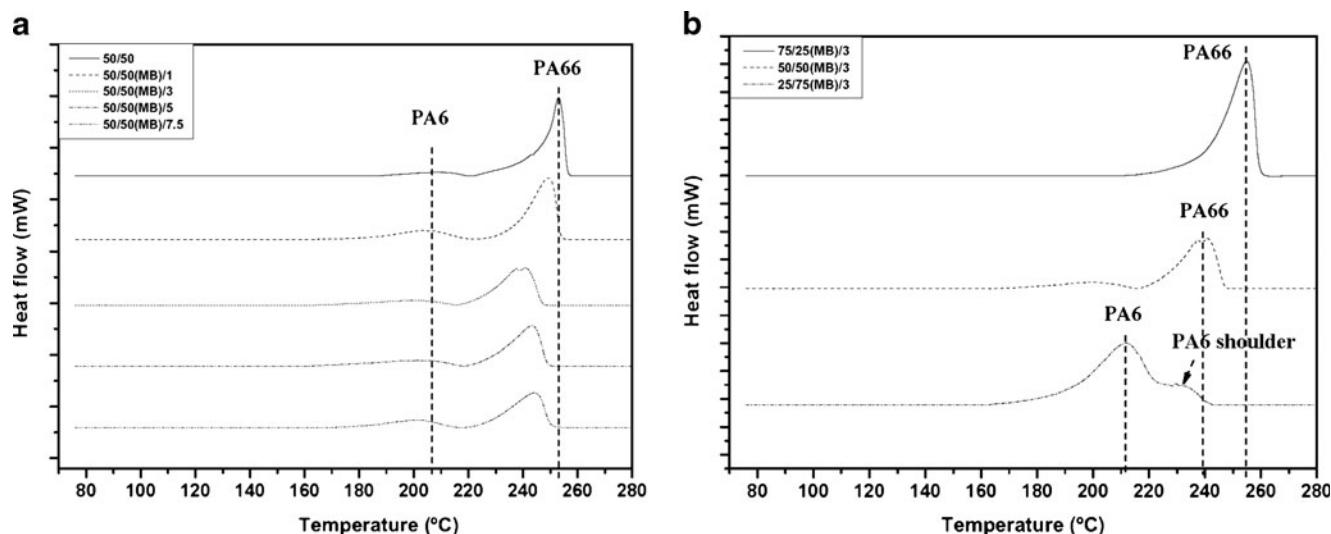 a
50/50
50/50(MB)/1
50/50(MB)/3
50/50(MB)/5
50/50(MB)/7.5
PA6
PA66
Heat flow (mW)
80 100 120 140 160 180 200 220 240 260 280
Temperature (ºC)
b
75/25(MB)/3
50/50(MB)/3
25/75(MB)/3
PA66
PA66
PA6
PA6 shoulder
Heat flow (mW)
80 100 120 140 160 180 200 220 240 260 280
Temperature (ºC)